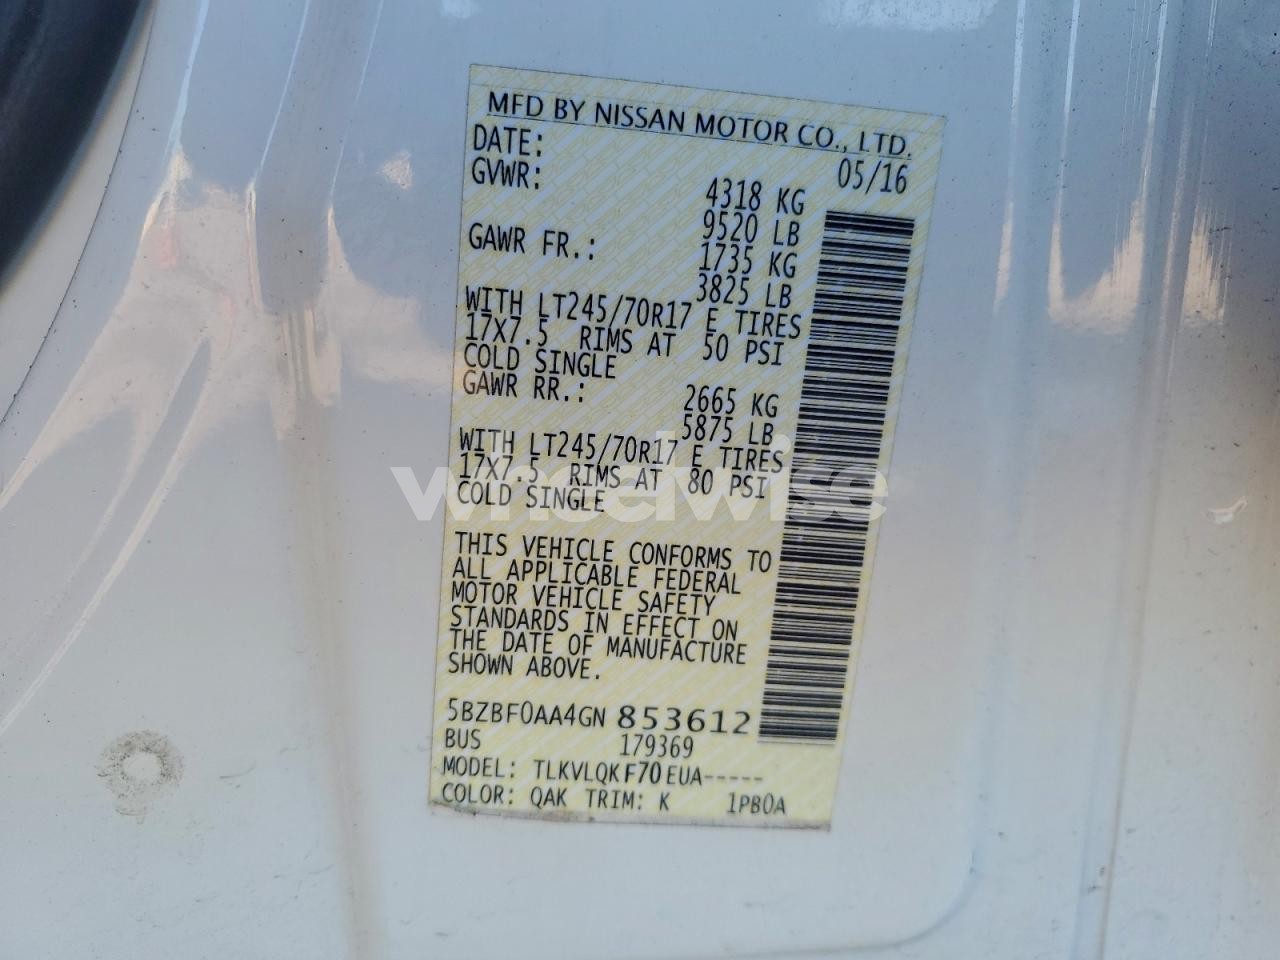 MFD BY NISSAN MOTOR CO., LTD.
DATE: 05/16
GVWR: 4318 KG
9520 LB
GAWR FR.: 1735 KG
3825 LB
WITH LT245/70R17 E TIRES
17X7.5 RIMS AT 50 PSI
COLD SINGLE
GAWR RR.: 2665 KG
5875 LB
WITH LT245/70R17 E TIRES
17X7.5 RIMS AT 80 PSI
COLD SINGLE
THIS VEHICLE CONFORMS TO
ALL APPLICABLE FEDERAL
MOTOR VEHICLE SAFETY
STANDARDS IN EFFECT ON
THE DATE OF MANUFACTURE
SHOWN ABOVE.
5BZBF0AA4GN 853612
BUS 179369
MODEL: TLKVLQKF70EUA-----
COLOR: QAK TRIM: K 1PB0A
wheelwise